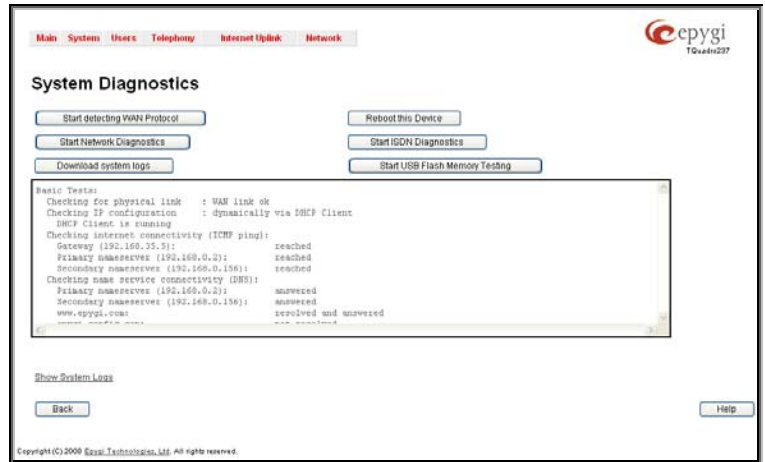 Main System Users Telephony Internet Uplink Network
epygi
TQuadro237
System Diagnostics
Start detecting WAN Protocol
Reboot this Device
Start Network Diagnostics
Start ISDN Diagnostics
Download system logs
Start USB Flash Memory Testing
Basic Tests:
Checking for physical link : WAN link ok
Checking IP configuration : dynamically via DHCP Client
DHCP Client is running
Checking internet connectivity (ICMP ping):
Gateway (192.168.35.5): reached
Primary nameserver (192.168.0.2): reached
Secondary nameserver (192.168.0.156): reached
Checking name service connectivity (DNS):
Primary nameserver (192.168.0.2): answered
Secondary nameserver (192.168.0.156): answered
www.epygi.com: resolved and answered
Show System Logs
Back
Help
Copyright (C) 2008 Epygi Technologies, Ltd. All rights reserved.